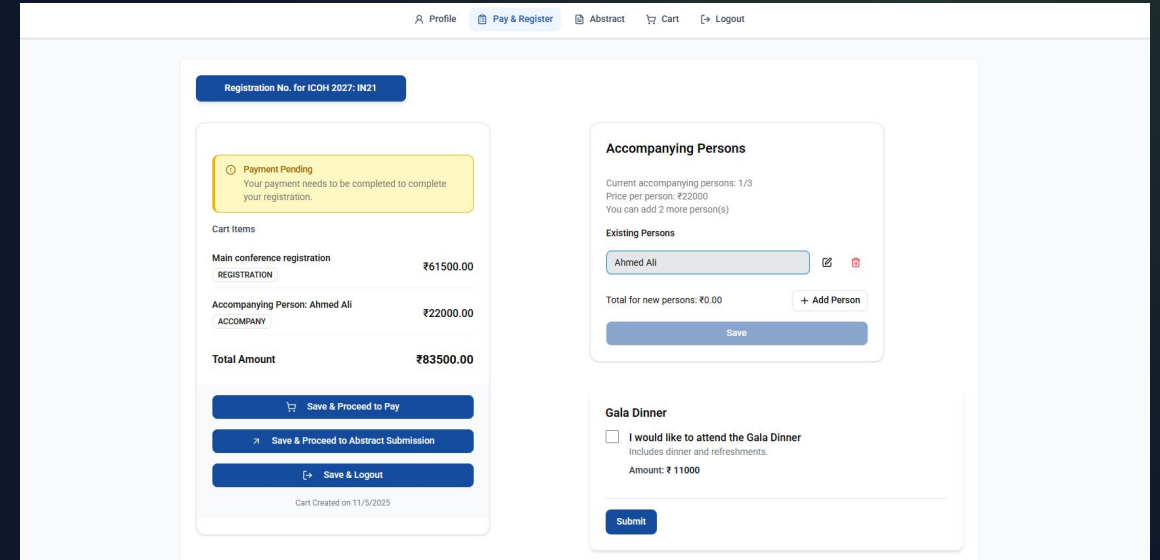 Profile
Pay & Register
Abstract
Cart
Logout
Registration No. for ICOH 2027: IN21
Payment Pending
Your payment needs to be completed to complete
your registration.
Cart Items
Main conference registration
REGISTRATION
₹61500.00
Accompanying Person: Ahmed Ali
ACCOMPANY
₹22000.00
Total Amount
₹83500.00
Save & Proceed to Pay
Save & Proceed to Abstract Submission
Save & Logout
Cart Created on 11/5/2025
Accompanying Persons
Current accompanying persons: 1/3
Price per person: ₹22000
You can add 2 more person(s)
Existing Persons
Ahmed Ali
Total for new persons: ₹0.00
+ Add Person
Save
Gala Dinner
I would like to attend the Gala Dinner
Includes dinner and refreshments.
Amount: ₹ 11000
Submit